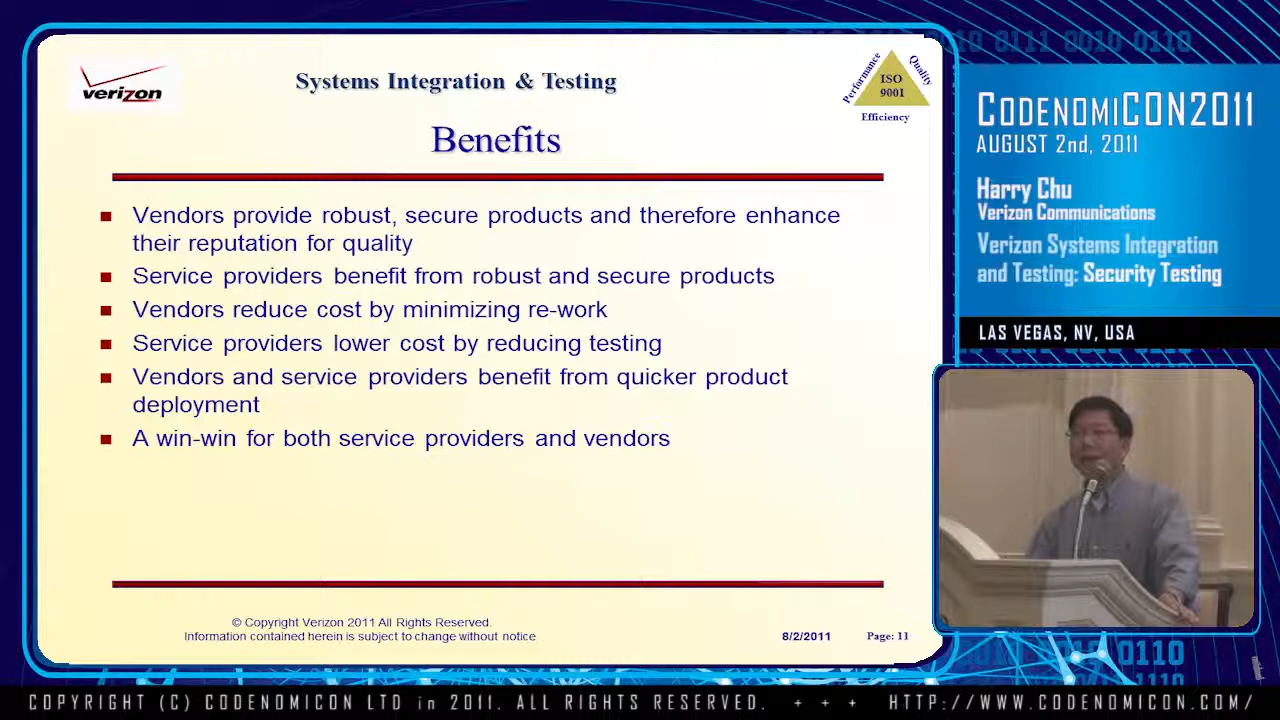 verizon
Systems Integration & Testing
Performance
Quality
ISO
9001
Efficiency
Benefits
Vendors provide robust, secure products and therefore enhance
their reputation for quality
Service providers benefit from robust and secure products
Vendors reduce cost by minimizing re-work
Service providers lower cost by reducing testing
Vendors and service providers benefit from quicker product
deployment
A win-win for both service providers and vendors
© Copyright Verizon 2011 All Rights Reserved.
Information contained herein is subject to change without notice
8/2/2011
Page: 11
CODENOMICON2011
AUGUST 2nd, 2011
Harry Chu
Verizon Communications
Verizon Systems Integration
and Testing: Security Testing
LAS VEGAS, NV, USA
COPYRIGHT (C) CODENOMICON LTD in 2011. ALL RIGHTS RESERVED. + + + HTTP://WWW.CODENOMICON.COM/